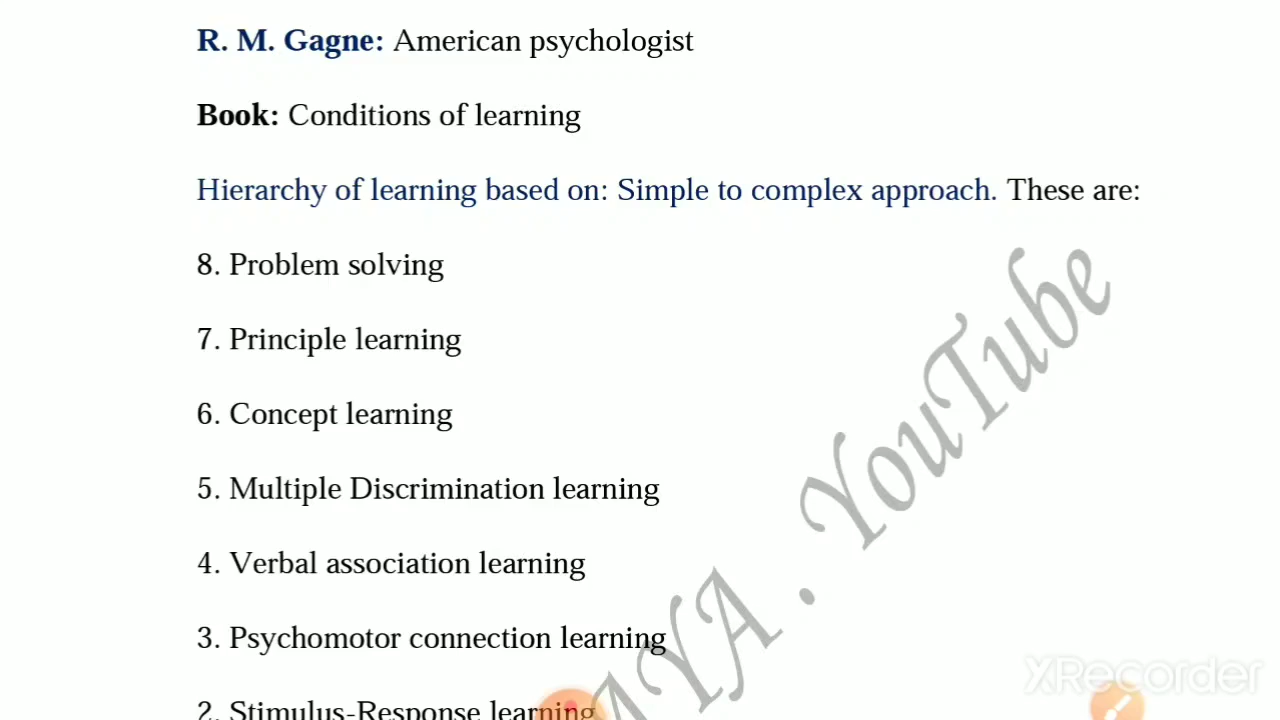 R. M. Gagne: American psychologist
Book: Conditions of learning
Hierarchy of learning based on: Simple to complex approach. These are:
8. Problem solving
7. Principle learning
6. Concept learning
5. Multiple Discrimination learning
4. Verbal association learning
3. Psychomotor connection learning
2. Stimulus-Response learning
AYA . YouTube
XRecorder